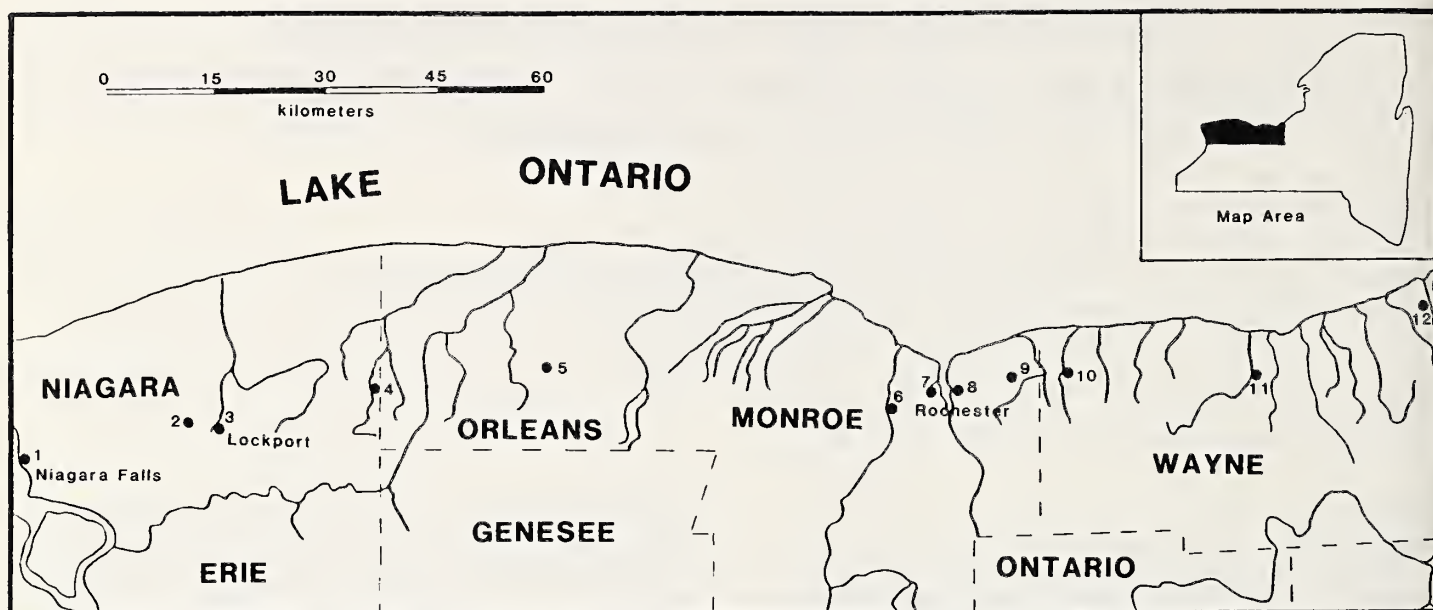 0 15 30 45 60
kilometers
LAKE ONTARIO
Map Area
12
NIAGARA
4
5
9
10
11
2
3
Lockport
7
8
6
Rochester
ORLEANS
MONROE
WAYNE
1
Niagara Falls
GENESEE
ERIE
ONTARIO